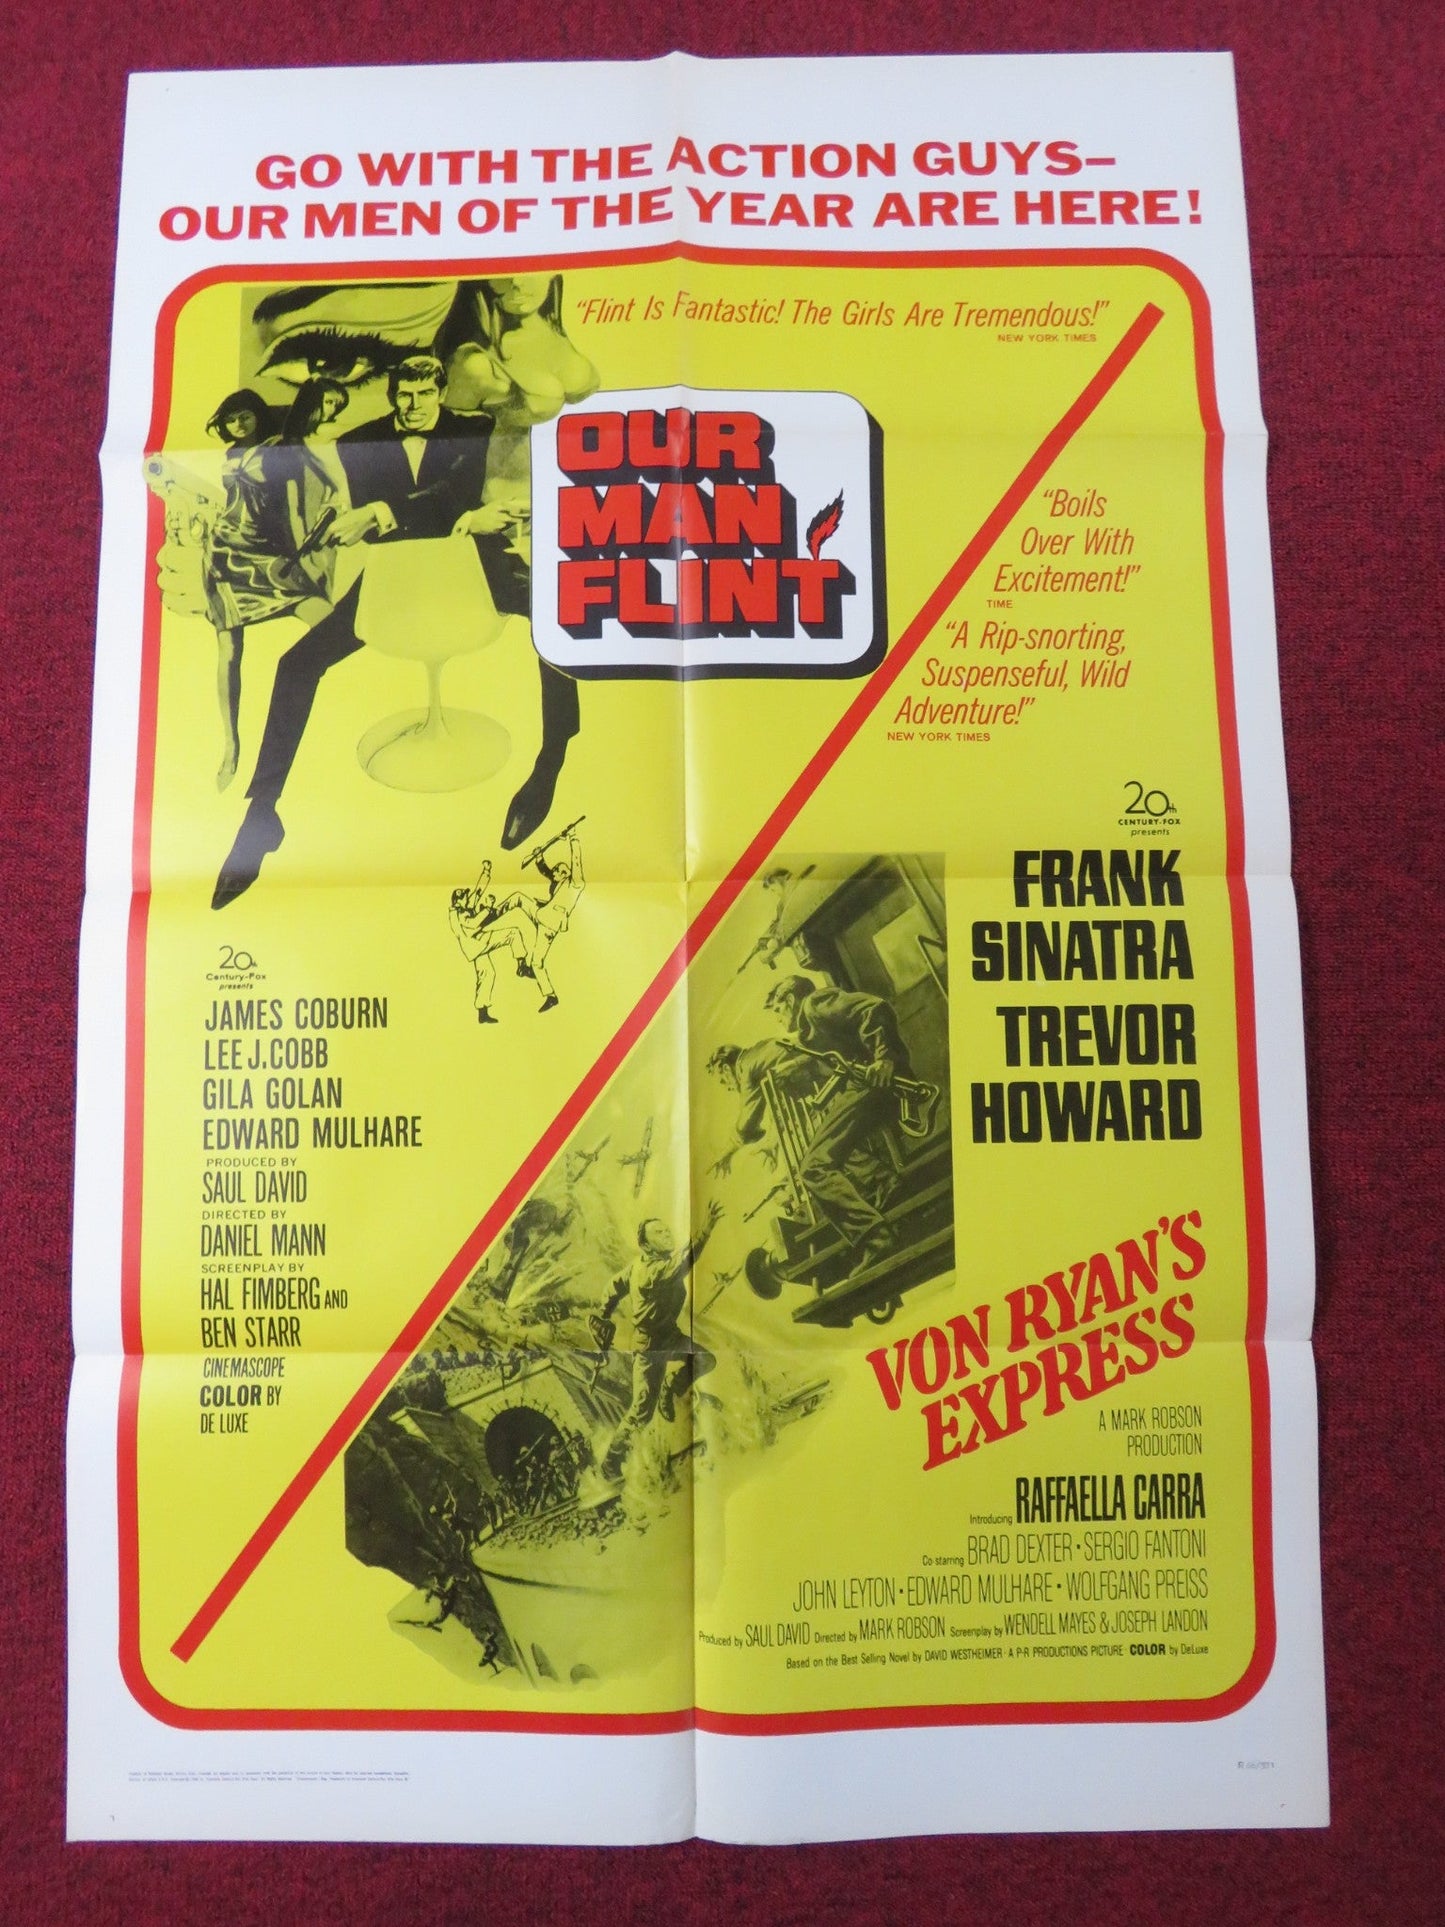 GO WITH THE ACTION GUYS–
OUR MEN OF THE YEAR ARE HERE!
"Flint Is Fantastic! The Girls Are Tremendous!"
NEW YORK TIMES
OUR
MAN
FLINT
"Boils
Over With
Excitement!"
TIME
"A Rip-snorting,
Suspenseful, Wild
Adventure!"
NEW YORK TIMES
20th
CENTURY-FOX
presents
FRANK
SINATRA
TREVOR
HOWARD
20th
Century-Fox
presents
JAMES COBURN
LEE J. COBB
GILA GOLAN
EDWARD MULHARE
PRODUCED BY
SAUL DAVID
DIRECTED BY
DANIEL MANN
SCREENPLAY BY
HAL FIMBERG AND
BEN STARR
CINEMASCOPE
COLOR BY
DE LUXE
VON RYAN'S
EXPRESS
A MARK ROBSON
PRODUCTION
Introducing RAFFAELLA CARRA
Co-starring BRAD DEXTER • SERGIO FANTONI
JOHN LEYTON • EDWARD MULHARE • WOLFGANG PREISS
Produced by SAUL DAVID Directed by MARK ROBSON Screenplay by WENDELL MAYES & JOSEPH LANDON
Based on the Best Selling Novel by DAVID WESTHEIMER · A P-R PRODUCTIONS PICTURE · COLOR by DeLuxe